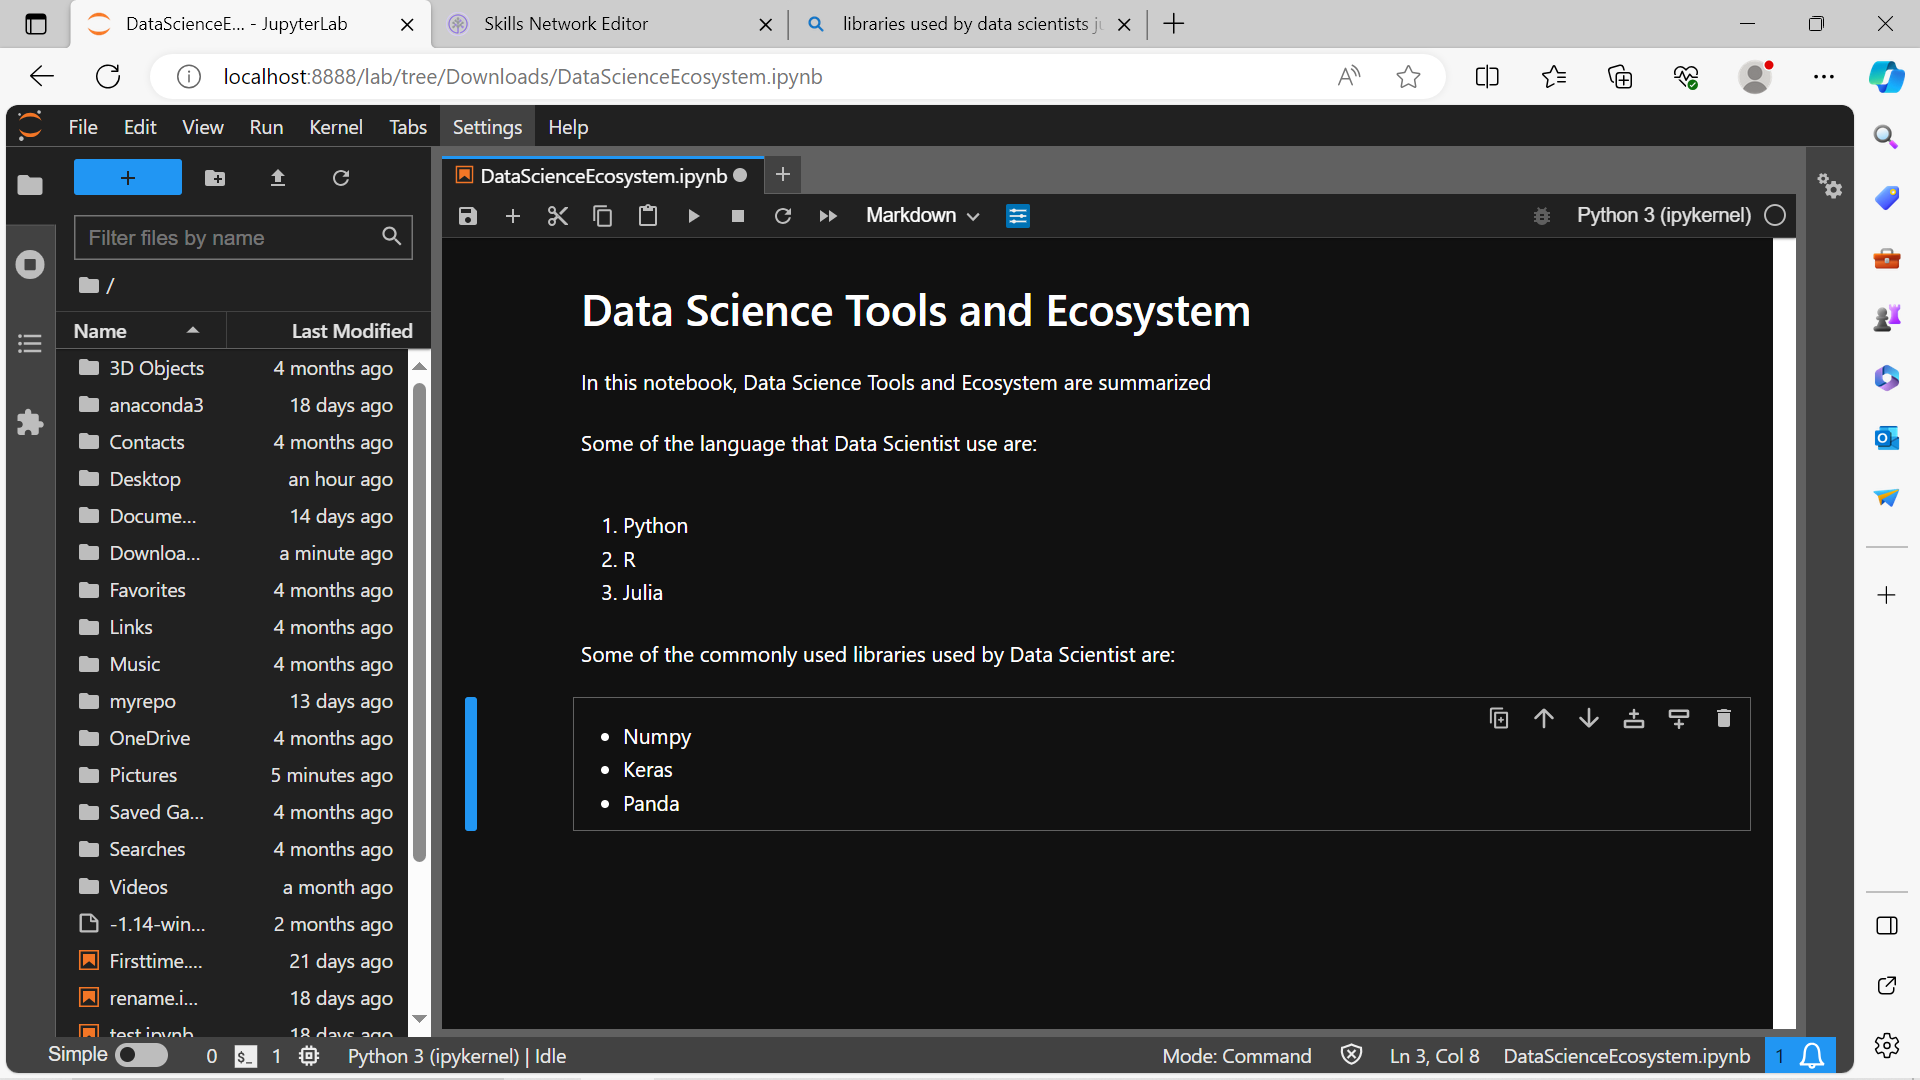 DataScienceE... - JupyterLab
Skills Network Editor
libraries used by data scientists
localhost:8888/lab/tree/Downloads/DataScienceEcosystem.ipynb
File Edit View Run Kernel Tabs Settings Help
DataScienceEcosystem.ipynb
Markdown
Python 3 (ipykernel)
Filter files by name
/
Name Last Modified
3D Objects 4 months ago
anaconda3 18 days ago
Contacts 4 months ago
Desktop an hour ago
Docume... 14 days ago
Downloa... a minute ago
Favorites 4 months ago
Links 4 months ago
Music 4 months ago
myrepo 13 days ago
OneDrive 4 months ago
Pictures 5 minutes ago
Saved Ga... 4 months ago
Searches 4 months ago
Videos a month ago
-1.14-win... 2 months ago
Firsttime.... 21 days ago
rename.i... 18 days ago
test.ipynb 18 days ago
Data Science Tools and Ecosystem
In this notebook, Data Science Tools and Ecosystem are summarized
Some of the language that Data Scientist use are:
1. Python
2. R
3. Julia
Some of the commonly used libraries used by Data Scientist are:
• Numpy
• Keras
• Panda
Simple 0 $_ 1 Python 3 (ipykernel) | Idle
Mode: Command Ln 3, Col 8 DataScienceEcosystem.ipynb 1